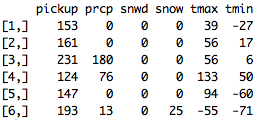 pickup prcp snwd snow tmax tmin
[1,] 153 0 0 0 39 -27
[2,] 161 0 0 0 56 17
[3,] 231 180 0 0 56 6
[4,] 124 76 0 0 133 50
[5,] 147 0 0 0 94 -60
[6,] 193 13 0 25 -55 -71